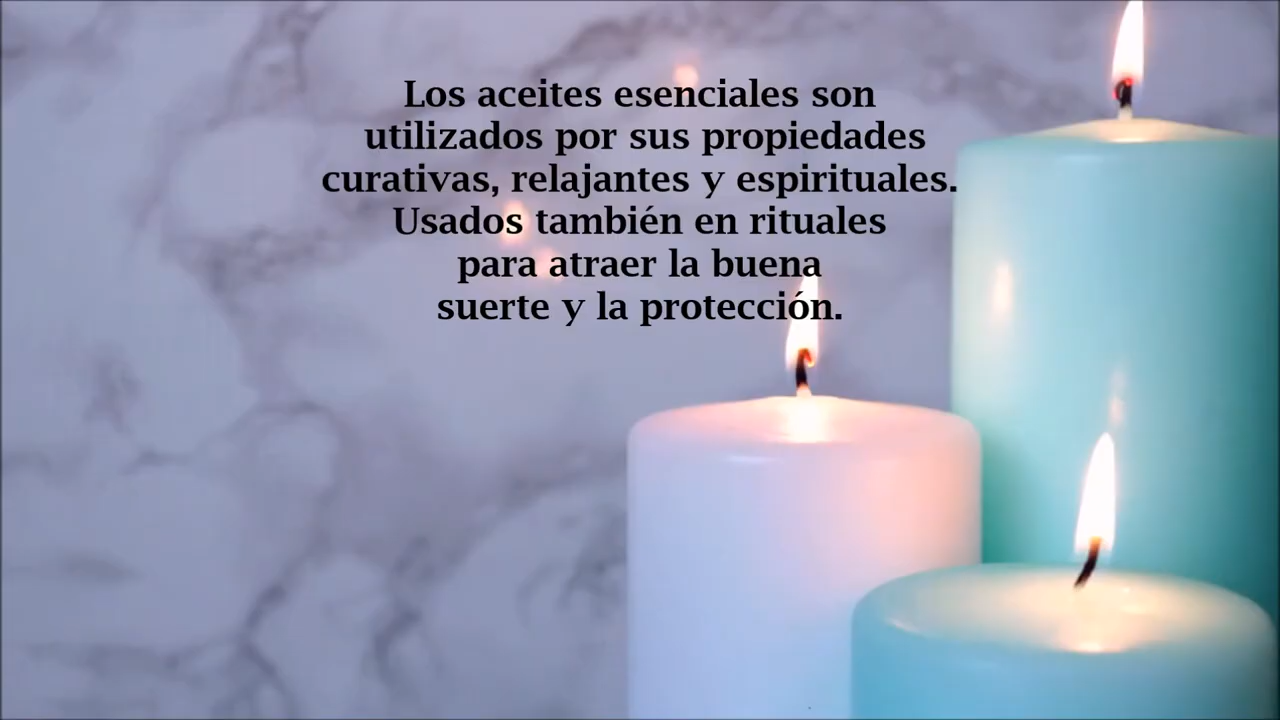 Los aceites esenciales son
utilizados por sus propiedades
curativas, relajantes y espirituales.
Usados también en rituales
para atraer la buena
suerte y la protección.